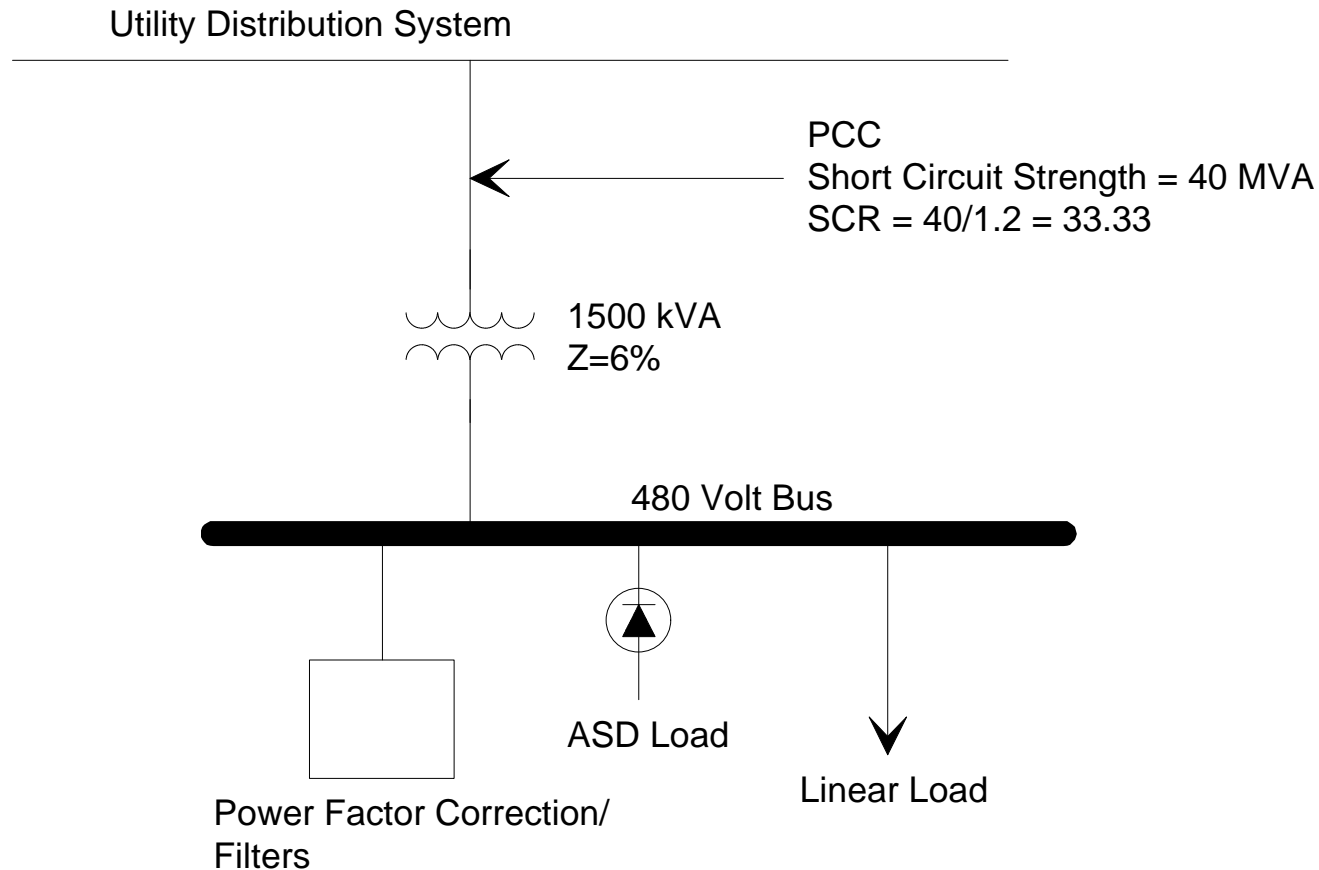 Utility Distribution System
PCC
Short Circuit Strength = 40 MVA
SCR = 40/1.2 = 33.33
1500 kVA
Z=6%
480 Volt Bus
ASD Load
Linear Load
Power Factor Correction/
Filters